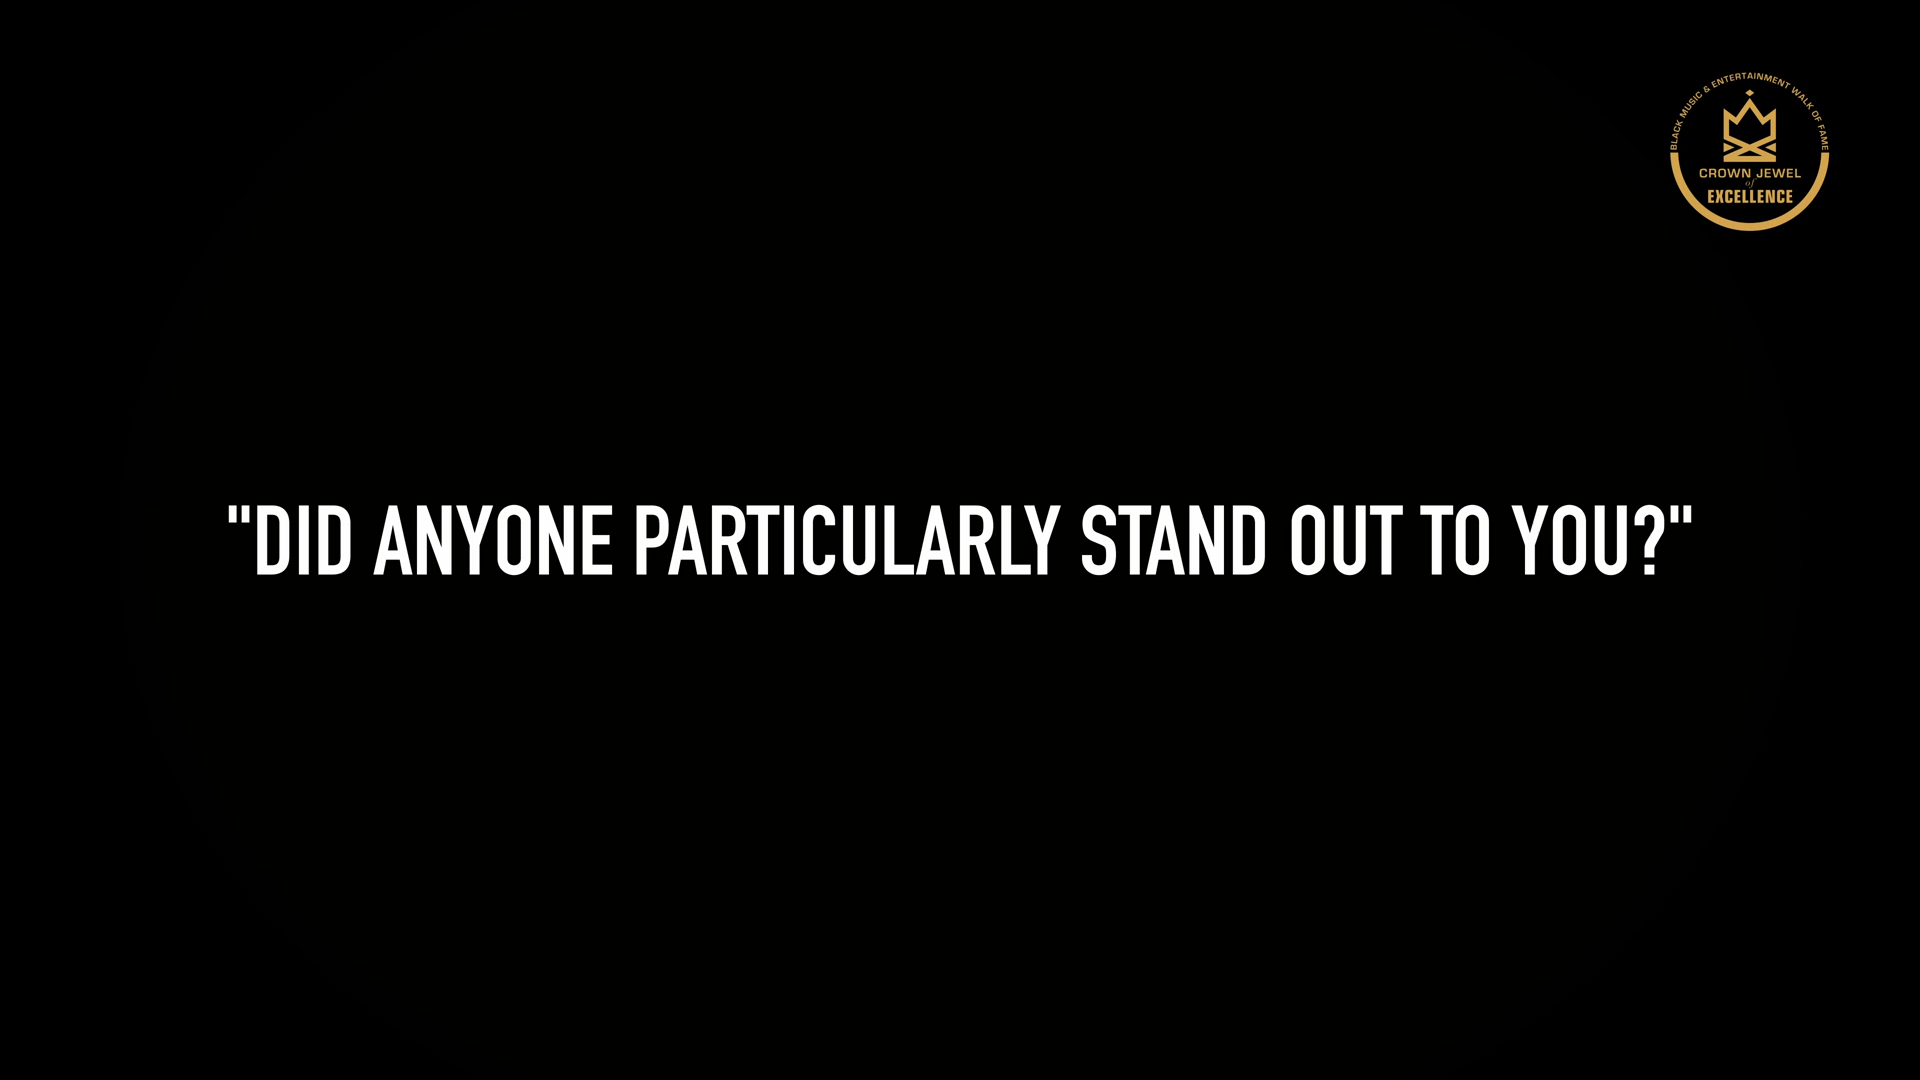 BLACK MUSIC & ENTERTAINMENT WALK OF FAME
CROWN JEWEL
of
EXCELLENCE
"DID ANYONE PARTICULARLY STAND OUT TO YOU?"